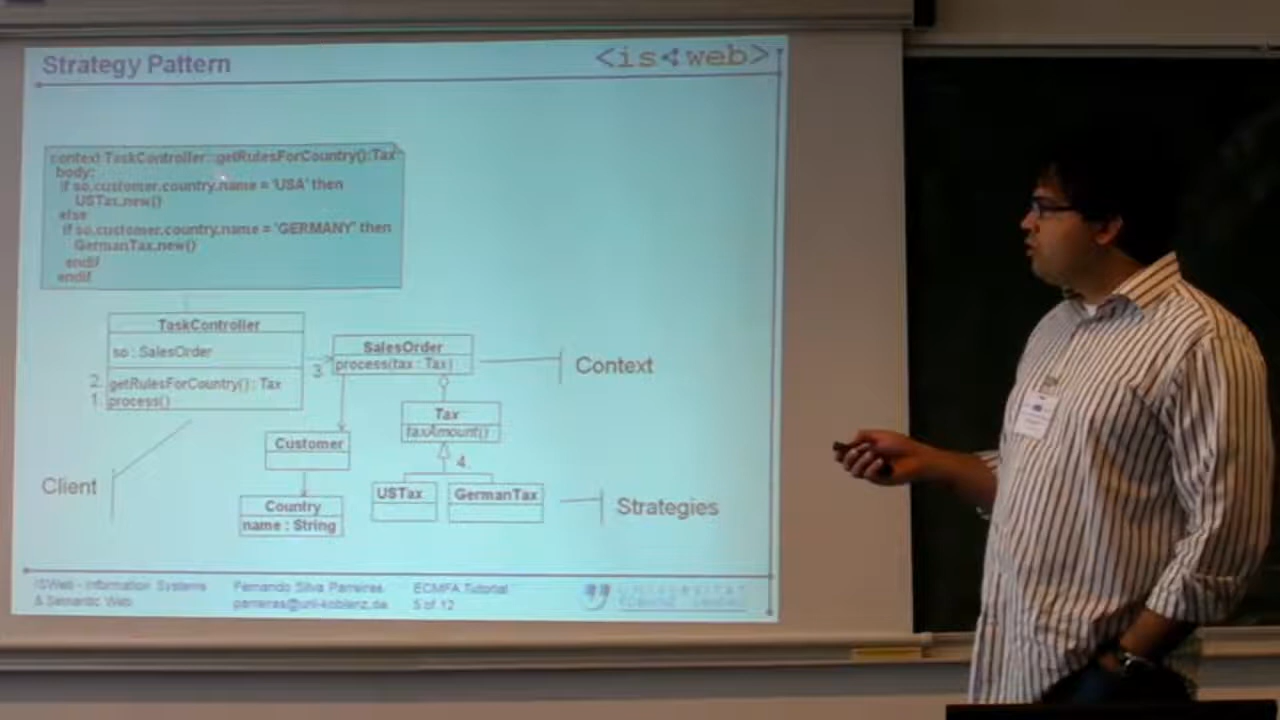 Strategy Pattern
<is web>
context TaskController::getRulesForCountry():Tax
body:
if so.customer.country.name = 'USA' then
USTax.new()
else
if so.customer.country.name = 'GERMANY' then
GermanTax.new()
endif
endif
TaskController
so : SalesOrder
2. getRulesForCountry() : Tax
1. process()
3.
SalesOrder
process(tax : Tax)
Context
Tax
taxAmount()
4.
Customer
Client
USTax
GermanTax
Strategies
Country
name : String
ISWeb - Information Systems
& Semantic Web
Fernando Silva Parreiras
parreiras@uni-koblenz.de
ECMFA Tutorial
5 of 12
UNIVERSITÄT